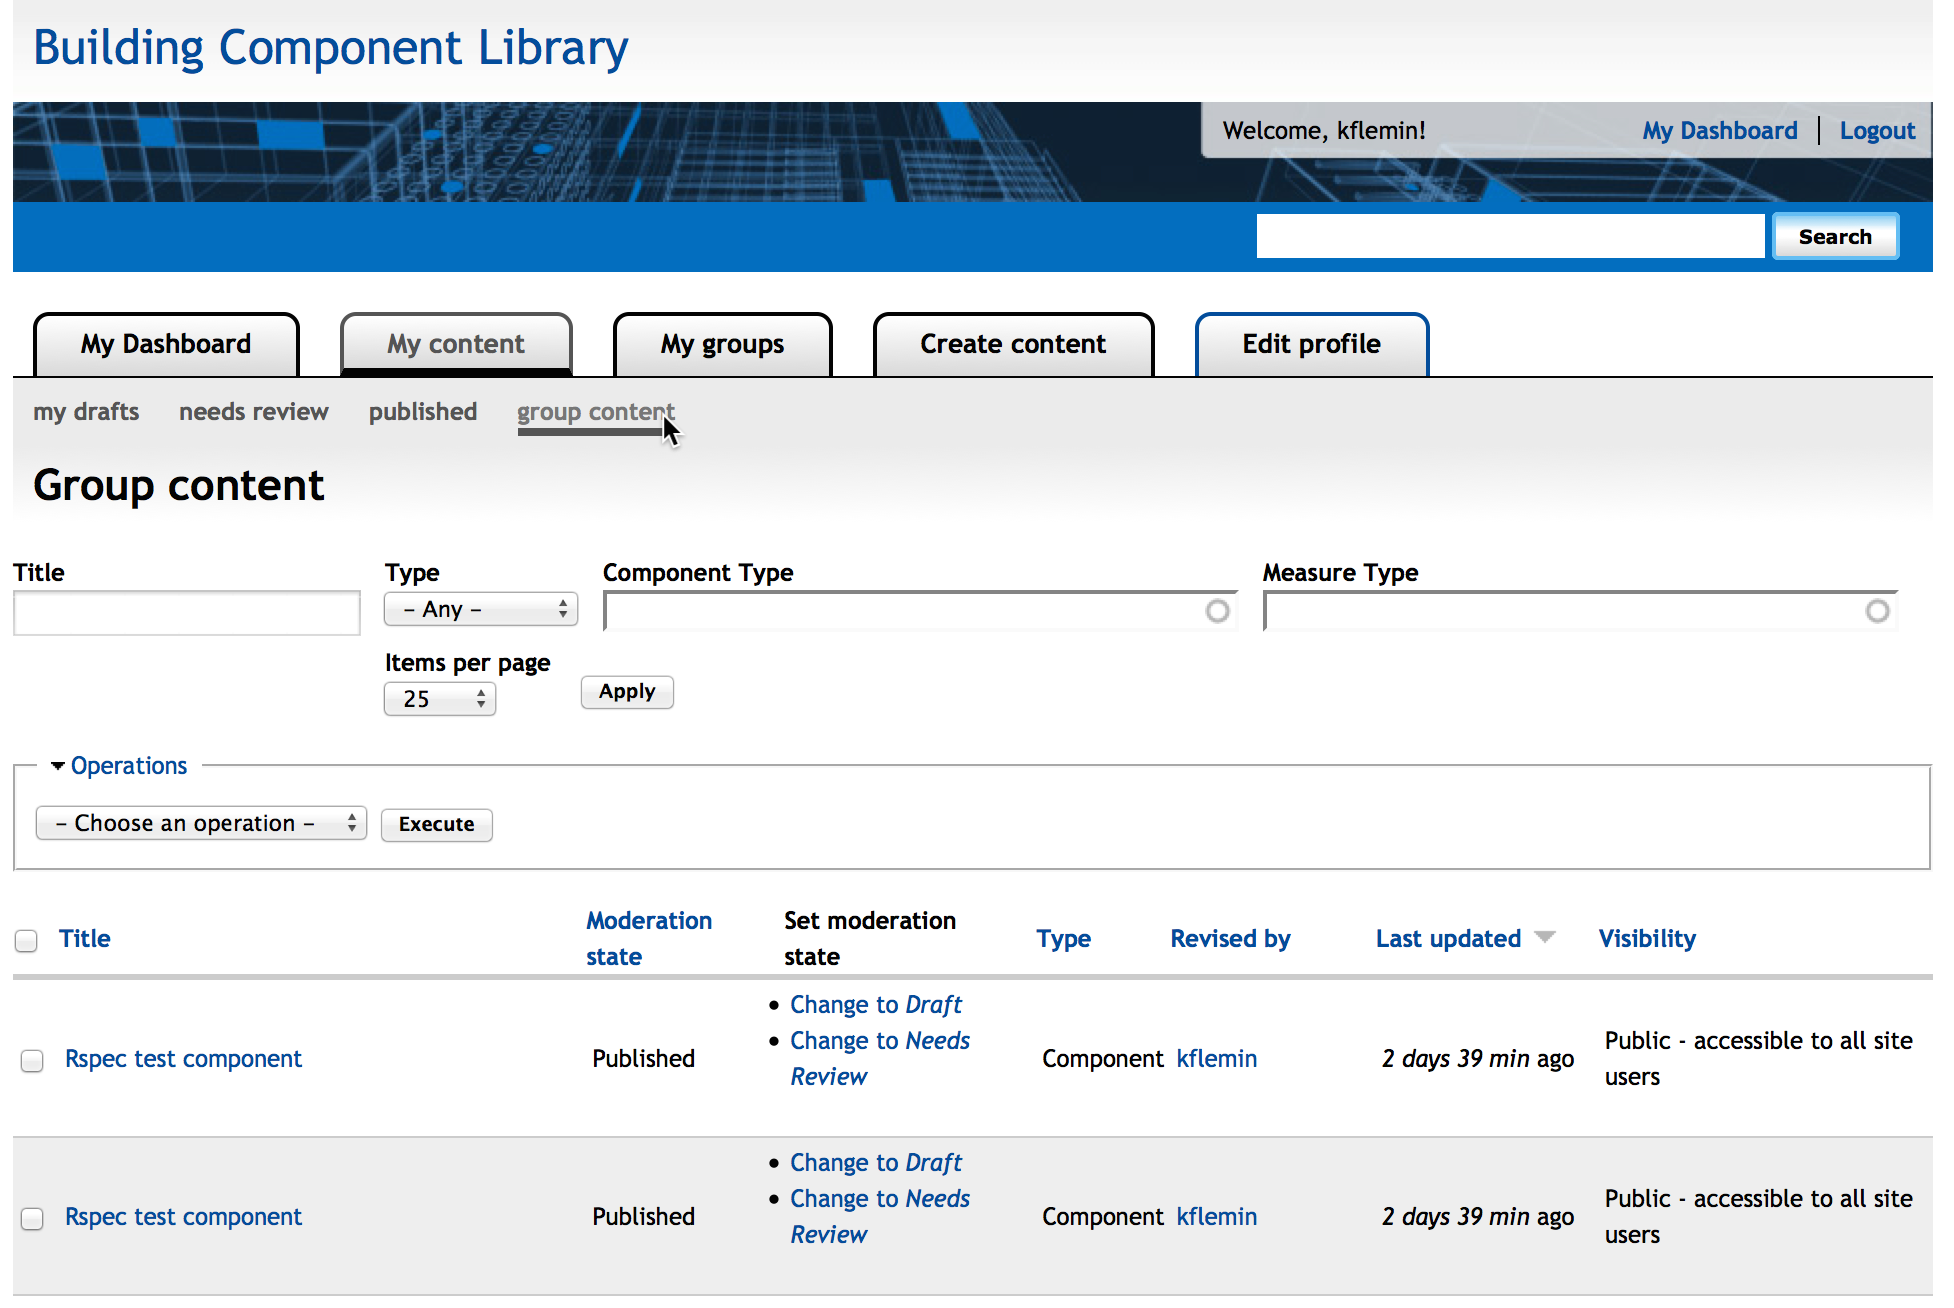 Building Component Library
Welcome, kflemin!
My Dashboard
Logout
Search
My Dashboard
My content
My groups
Create content
Edit profile
my drafts
needs review
published
group content
Group content
Title
Type
Component Type
Measure Type
– Any –
Items per page
25
Apply
Operations
– Choose an operation –
Execute
Title
Moderation
state
Set moderation
state
Type
Revised by
Last updated
Visibility
Rspec test component
Published
Change to Draft
Change to Needs
Review
Component
kflemin
2 days 39 min ago
Public - accessible to all site
users
Rspec test component
Published
Change to Draft
Change to Needs
Review
Component
kflemin
2 days 39 min ago
Public - accessible to all site
users